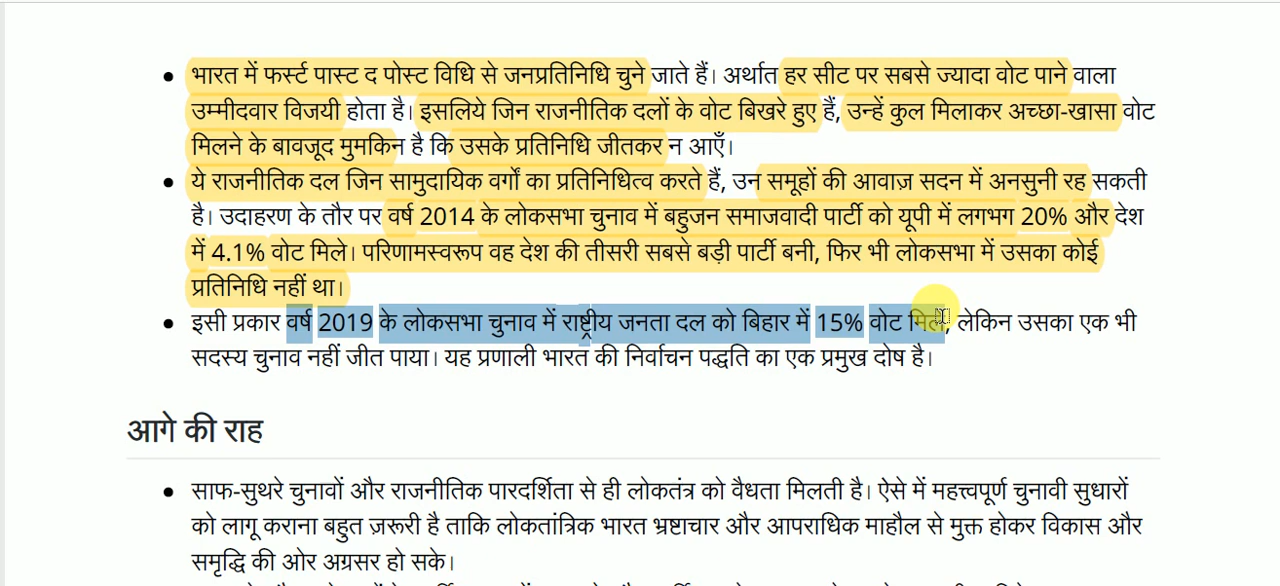 भारत में फर्स्ट पास्ट द पोस्ट विधि से जनप्रतिनिधि चुने जाते हैं। अर्थात हर सीट पर सबसे ज्यादा वोट पाने वाला
उम्मीदवार विजयी होता है। इसलिये जिन राजनीतिक दलों के वोट बिखरे हुए हैं, उन्हें कुल मिलाकर अच्छा-खासा वोट
मिलने के बावजूद मुमकिन है कि उसके प्रतिनिधि जीतकर न आएँ।
ये राजनीतिक दल जिन सामुदायिक वर्गों का प्रतिनिधित्व करते हैं, उन समूहों की आवाज़ सदन में अनसुनी रह सकती
है। उदाहरण के तौर पर वर्ष 2014 के लोकसभा चुनाव में बहुजन समाजवादी पार्टी को यूपी में लगभग 20% और देश
में 4.1% वोट मिले। परिणामस्वरूप वह देश की तीसरी सबसे बड़ी पार्टी बनी, फिर भी लोकसभा में उसका कोई
प्रतिनिधि नहीं था।
इसी प्रकार वर्ष 2019 के लोकसभा चुनाव में राष्ट्रीय जनता दल को बिहार में 15% वोट मिले, लेकिन उसका एक भी
सदस्य चुनाव नहीं जीत पाया। यह प्रणाली भारत की निर्वाचन पद्धति का एक प्रमुख दोष है।
आगे की राह
साफ-सुथरे चुनावों और राजनीतिक पारदर्शिता से ही लोकतंत्र को वैधता मिलती है। ऐसे में महत्त्वपूर्ण चुनावी सुधारों
को लागू कराना बहुत ज़रूरी है ताकि लोकतांत्रिक भारत भ्रष्टाचार और आपराधिक माहौल से मुक्त होकर विकास और
समृद्धि की ओर अग्रसर हो सके।